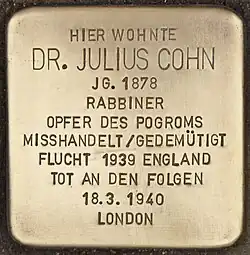 HIER WOHNTE
DR. JULIUS COHN
JG. 1878
RABBINER
OPFER DES POGROMS
MISSHANDELT/GEDEMÜTIGT
FLUCHT 1939 ENGLAND
TOT AN DEN FOLGEN
18.3.1940
LONDON